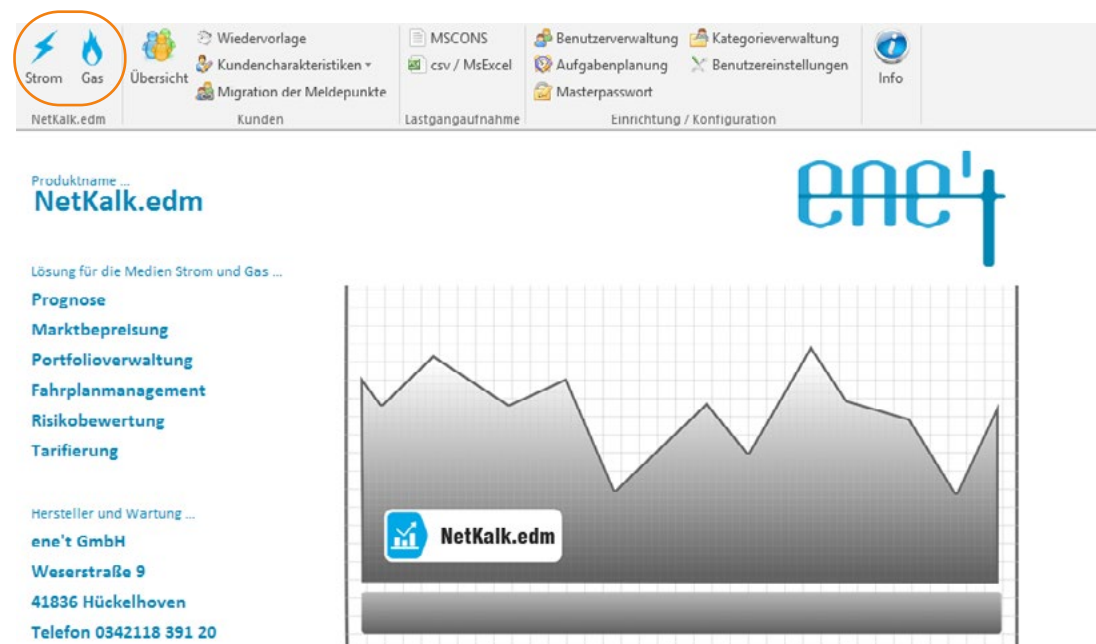 Strom
Gas
NetKalk.edm
Übersicht
Wiedervorlage
Kundencharakteristiken
Migration der Meldepunkte
Kunden
MSCONS
csv / MsExcel
Lastgangaufnahme
Benutzerverwaltung
Aufgabenplanung
Masterpasswort
Kategorieverwaltung
Benutzereinstellungen
Einrichtung / Konfiguration
Info
Produktname ...
NetKalk.edm
ene't
Lösung für die Medien Strom und Gas ...
Prognose
Marktbepreisung
Portfolioverwaltung
Fahrplanmanagement
Risikobewertung
Tarifierung
NetKalk.edm
Hersteller und Wartung ...
ene't GmbH
Weserstraße 9
41836 Hückelhoven
Telefon 0342118 391 20